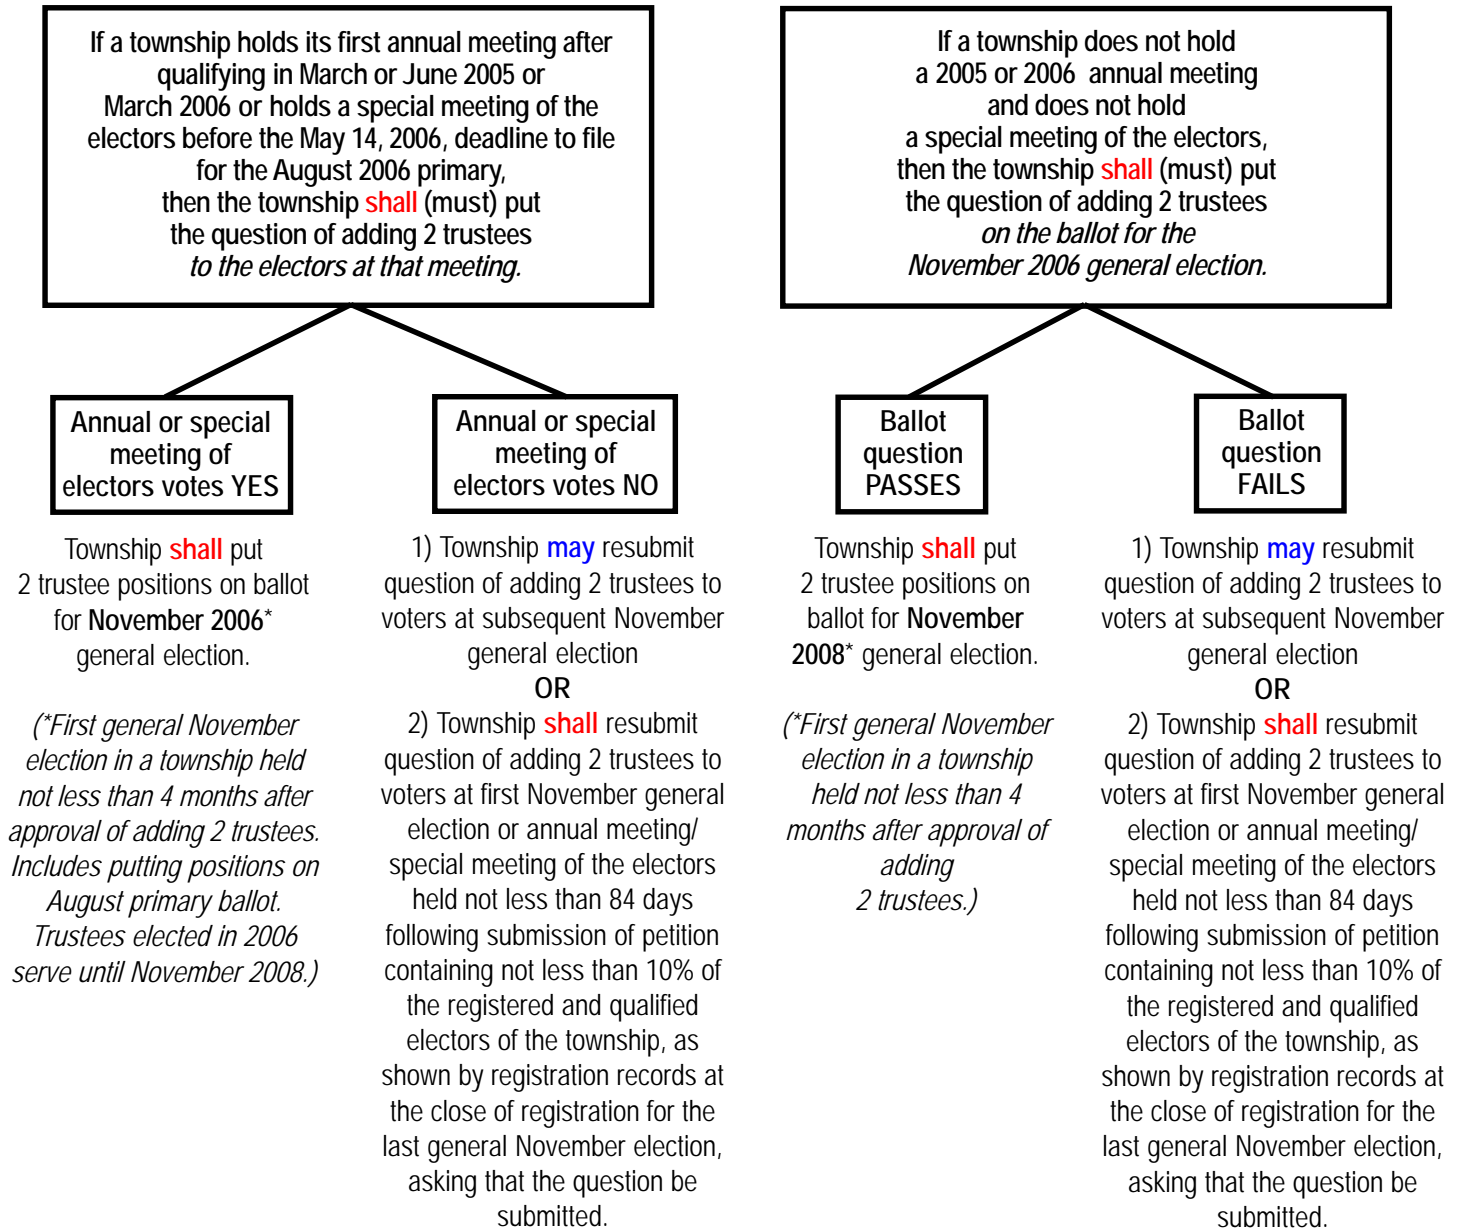 If a township holds its first annual meeting after
qualifying in March or June 2005 or
March 2006 or holds a special meeting of the
electors before the May 14, 2006, deadline to file
for the August 2006 primary,
then the township shall (must) put
the question of adding 2 trustees
to the electors at that meeting.
If a township does not hold
a 2005 or 2006 annual meeting
and does not hold
a special meeting of the electors,
then the township shall (must) put
the question of adding 2 trustees
on the ballot for the
November 2006 general election.
Annual or special
meeting of
electors votes YES
Township shall put
2 trustee positions on ballot
for November 2006*
general election.
(*First general November
election in a township held
not less than 4 months after
approval of adding 2 trustees.
Includes putting positions on
August primary ballot.
Trustees elected in 2006
serve until November 2008.)
Annual or special
meeting of
electors votes NO
1) Township may resubmit
question of adding 2 trustees to
voters at subsequent November
general election
OR
2) Township shall resubmit
question of adding 2 trustees to
voters at first November general
election or annual meeting/
special meeting of the electors
held not less than 84 days
following submission of petition
containing not less than 10% of
the registered and qualified
electors of the township, as
shown by registration records at
the close of registration for the
last general November election,
asking that the question be
submitted.
Ballot
question
PASSES
Township shall put
2 trustee positions on
ballot for November
2008* general election.
(*First general November
election in a township
held not less than 4
months after approval of
adding
2 trustees.)
Ballot
question
FAILS
1) Township may resubmit
question of adding 2 trustees to
voters at subsequent November
general election
OR
2) Township shall resubmit
question of adding 2 trustees to
voters at first November general
election or annual meeting/
special meeting of the electors
held not less than 84 days
following submission of petition
containing not less than 10% of
the registered and qualified
electors of the township, as
shown by registration records at
the close of registration for the
last general November election,
asking that the question be
submitted.